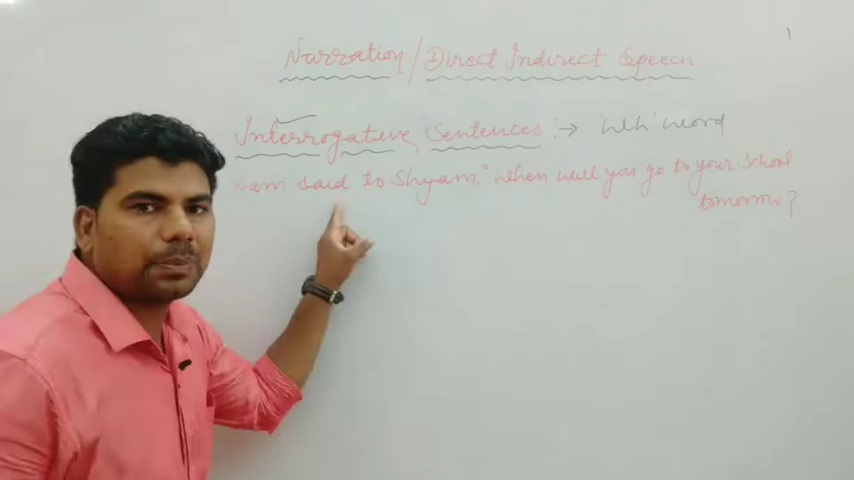 Narration/Direct Indirect Speech
Interrogative Sentences :→ 'wh' word
Ram said to Shyam, "when will you go to your School
tomorrow?